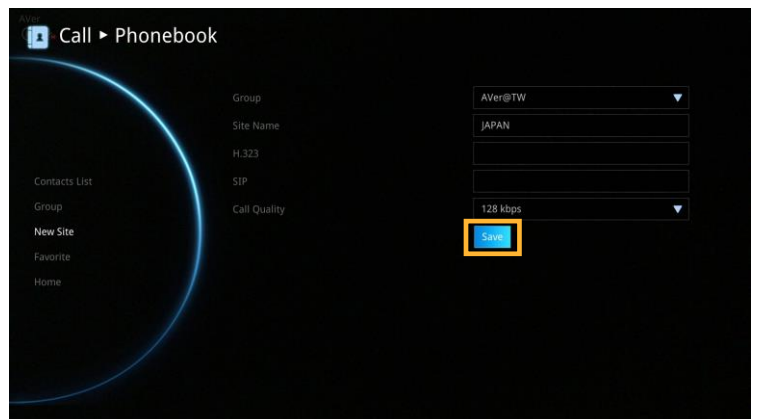 AVer
Call ▸ Phonebook
Group
AVer@TW
Site Name
JAPAN
H.323
SIP
Call Quality
128 kbps
Save
Contacts List
Group
New Site
Favorite
Home